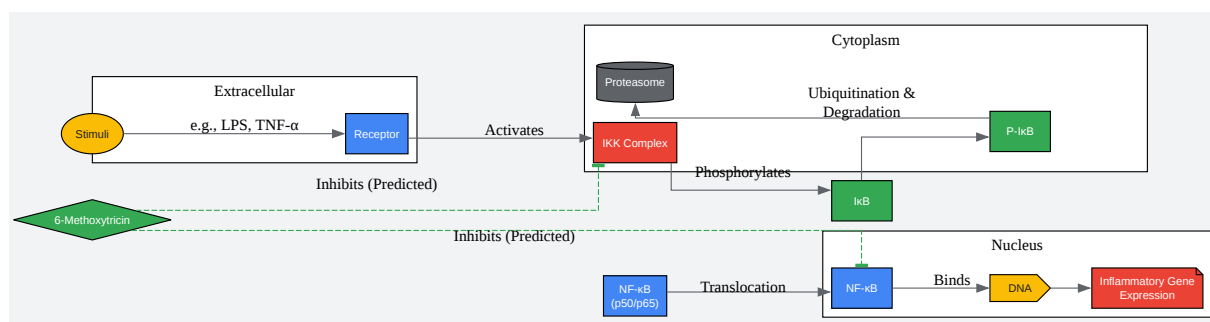 Cytoplasm
Extracellular
Proteasome
Ubiquitination &
Degradation
Stimuli
e.g., LPS, TNF-α
Receptor
Activates
IKK Complex
P-IκB
Phosphorylates
Inhibits (Predicted)
IκB
6-Methoxytricin
Inhibits (Predicted)
Nucleus
NF-κB
(p50/p65)
Translocation
NF-κB
Binds
DNA
Inflammatory Gene
Expression